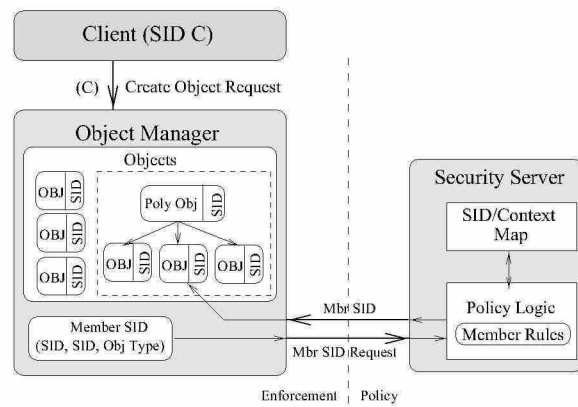 Client (SID C)
(C) Create Object Request
Object Manager
Objects
OBJ SID
OBJ SID
OBJ SID
Poly Obj SID
OBJ SID
OBJ SID
OBJ SID
Member SID
(SID, SID, Obj Type)
Mbr SID
Mbr SID Request
Enforcement
Policy
Security Server
SID/Context
Map
Policy Logic
Member Rules